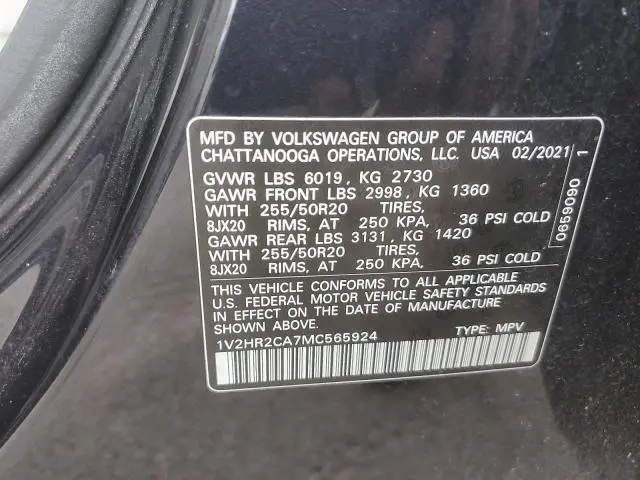 MFD BY VOLKSWAGEN GROUP OF AMERICA
CHATTANOOGA OPERATIONS, LLC. USA 02/2021
GVWR LBS 6019, KG 2730
GAWR FRONT LBS 2998, KG 1360
WITH 255/50R20 TIRES,
8JX20 RIMS, AT 250 KPA, 36 PSI COLD
GAWR REAR LBS 3131, KG 1420
WITH 255/50R20 TIRES,
8JX20 RIMS, AT 250 KPA, 36 PSI COLD
THIS VEHICLE CONFORMS TO ALL APPLICABLE
U.S. FEDERAL MOTOR VEHICLE SAFETY STANDARDS
IN EFFECT ON THE DATE OF MANUFACTURE
SHOWN ABOVE.
1V2HR2CA7MC565924 TYPE: MPV
0659090 1